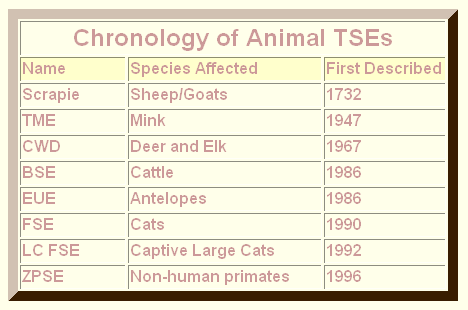 Chronology of Animal TSEs
Name Species Affected First Described
Scrapie Sheep/Goats 1732
TME Mink 1947
CWD Deer and Elk 1967
BSE Cattle 1986
EUE Antelopes 1986
FSE Cats 1990
LC FSE Captive Large Cats 1992
ZPSE Non-human primates 1996